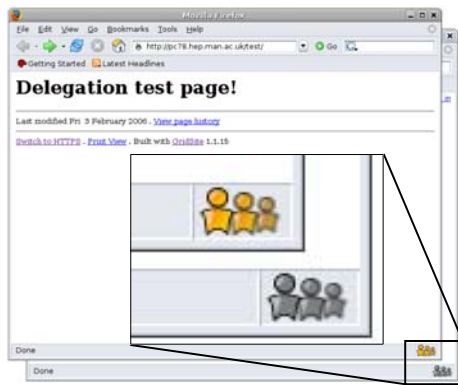 Mozilla Firefox
File Edit View Go Bookmarks Tools Help
http://pc78.hep.man.ac.uk/test/
Go
Getting Started Latest Headlines
Delegation test page!
Last modified Fri 3 February 2006 . View page history
Switch to HTTPS . Print View . Built with GridSite 1.1.15
Done
Done